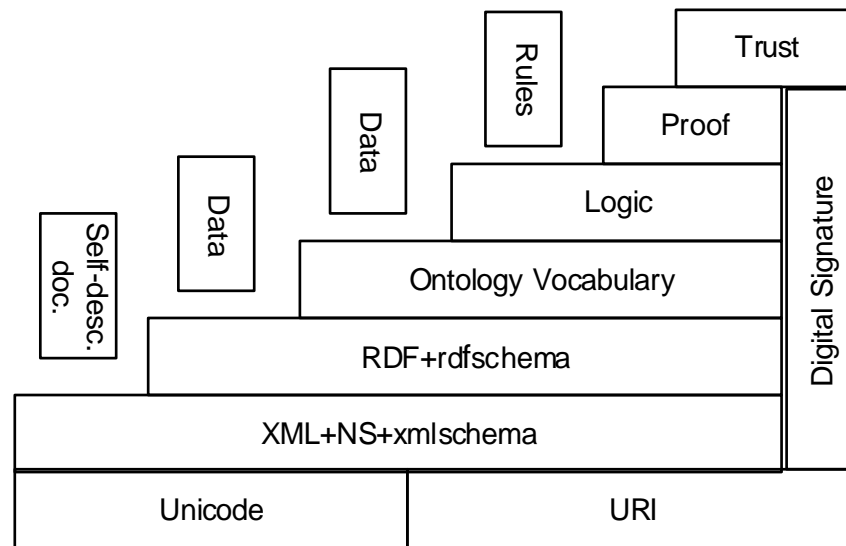 Trust
Rules
Proof
Data
Logic
Data
Ontology Vocabulary
Self-desc.
doc.
RDF+rdfschema
Digital Signature
XML+NS+xmlschema
Unicode
URI